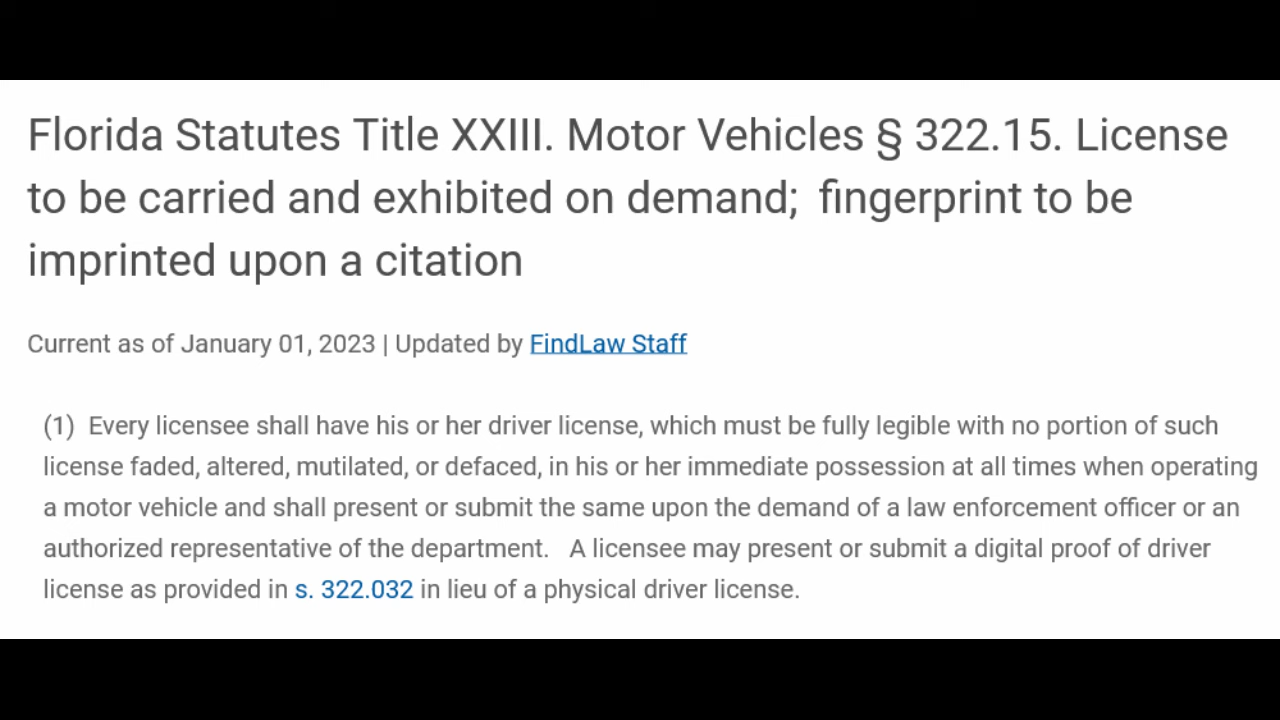 Florida Statutes Title XXIII. Motor Vehicles § 322.15. License
to be carried and exhibited on demand; fingerprint to be
imprinted upon a citation
Current as of January 01, 2023 | Updated by FindLaw Staff
(1) Every licensee shall have his or her driver license, which must be fully legible with no portion of such
license faded, altered, mutilated, or defaced, in his or her immediate possession at all times when operating
a motor vehicle and shall present or submit the same upon the demand of a law enforcement officer or an
authorized representative of the department. A licensee may present or submit a digital proof of driver
license as provided in s. 322.032 in lieu of a physical driver license.